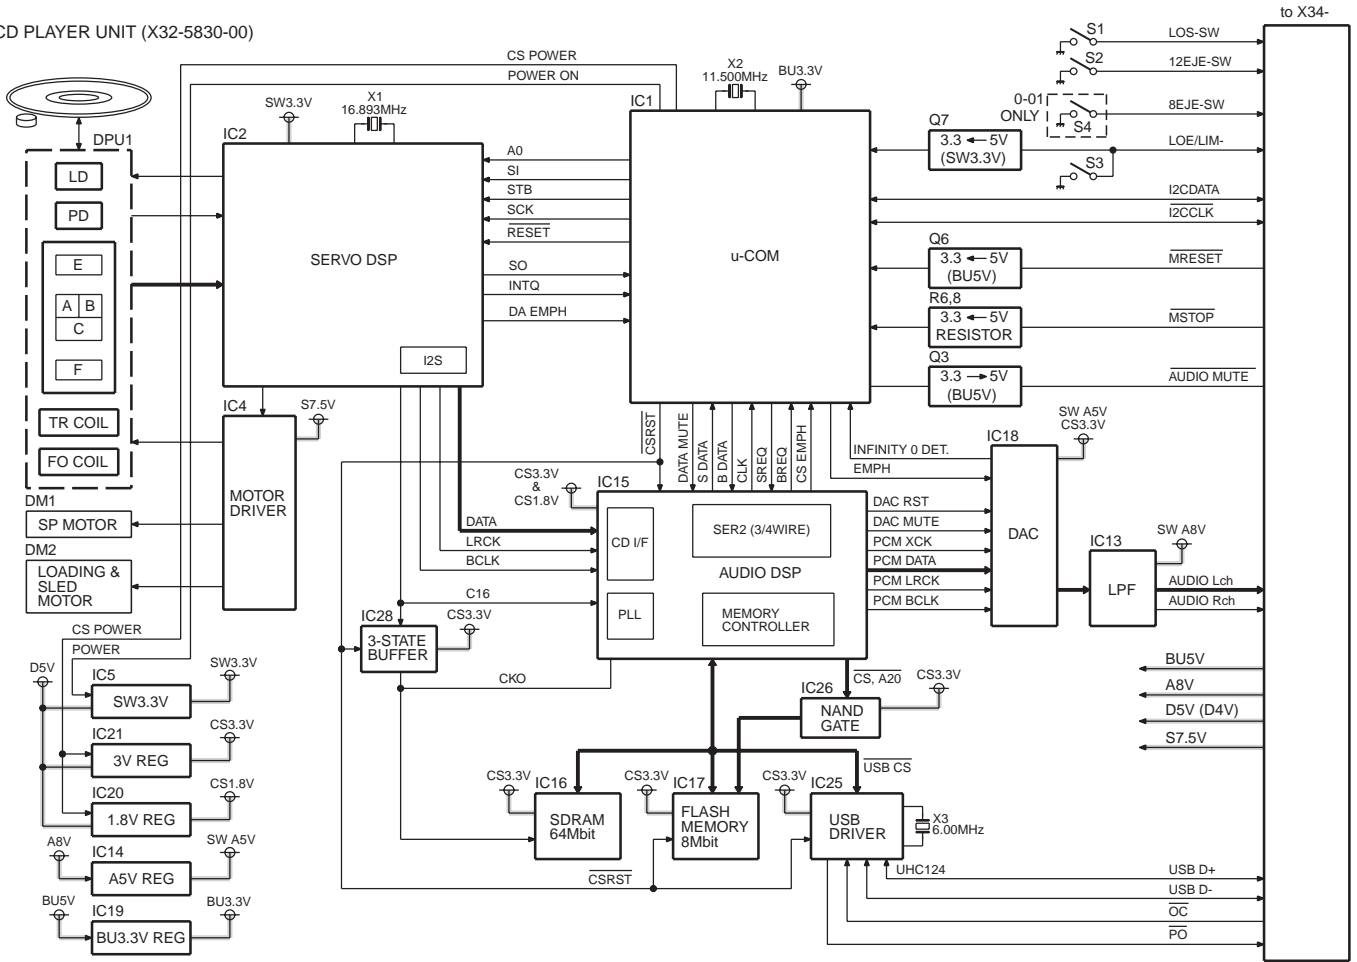 to X34-
CD PLAYER UNIT (X32-5830-00)
S1
LOS-SW
S2
12EJE-SW
0-01
ONLY
S4
8EJE-SW
CS POWER
POWER ON
X2
11.500MHz
BU3.3V
IC1
SW3.3V
X1
16.893MHz
IC2
DPU1
LD
PD
E
A
B
C
F
TR COIL
FO COIL
DM1
SP MOTOR
DM2
LOADING &
SLED
MOTOR
SERVO DSP
I2S
A0
SI
STB
SCK
RESET
SO
INTQ
DA EMPH
u-COM
Q7
3.3 ← 5V
(SW3.3V)
LOE/LIM-
S3
I2CDATA
I2CCLK
Q6
3.3 ← 5V
(BU5V)
MRESET
R6,8
3.3 ← 5V
RESISTOR
MSTOP
Q3
3.3 → 5V
(BU5V)
AUDIO MUTE
IC4
S7.5V
MOTOR
DRIVER
CSRST
DATA MUTE
S DATA
B DATA
CLK
SREQ
BREQ
CS EMPH
INFINITY 0 DET.
EMPH
SW A5V
CS3.3V
IC18
DAC
CS3.3V
&
CS1.8V
IC15
CD I/F
SER2 (3/4WIRE)
AUDIO DSP
PLL
MEMORY
CONTROLLER
DATA
LRCK
BCLK
C16
DAC RST
DAC MUTE
PCM XCK
PCM DATA
PCM LRCK
PCM BCLK
IC13
LPF
SW A8V
AUDIO Lch
AUDIO Rch
IC28
3-STATE
BUFFER
CS3.3V
CKO
CS, A20
IC26
NAND
GATE
CS3.3V
BU5V
A8V
D5V (D4V)
S7.5V
CS POWER
POWER
D5V
IC5
SW3.3V
SW3.3V
IC21
3V REG
CS3.3V
IC20
1.8V REG
CS1.8V
A8V
IC14
A5V REG
SW A5V
BU5V
IC19
BU3.3V REG
BU3.3V
USB CS
CS3.3V
IC16
SDRAM
64Mbit
CS3.3V
IC17
FLASH
MEMORY
8Mbit
CS3.3V
IC25
USB
DRIVER
X3
6.00MHz
CSRST
UHC124
USB D+
USB D-
OC
PO